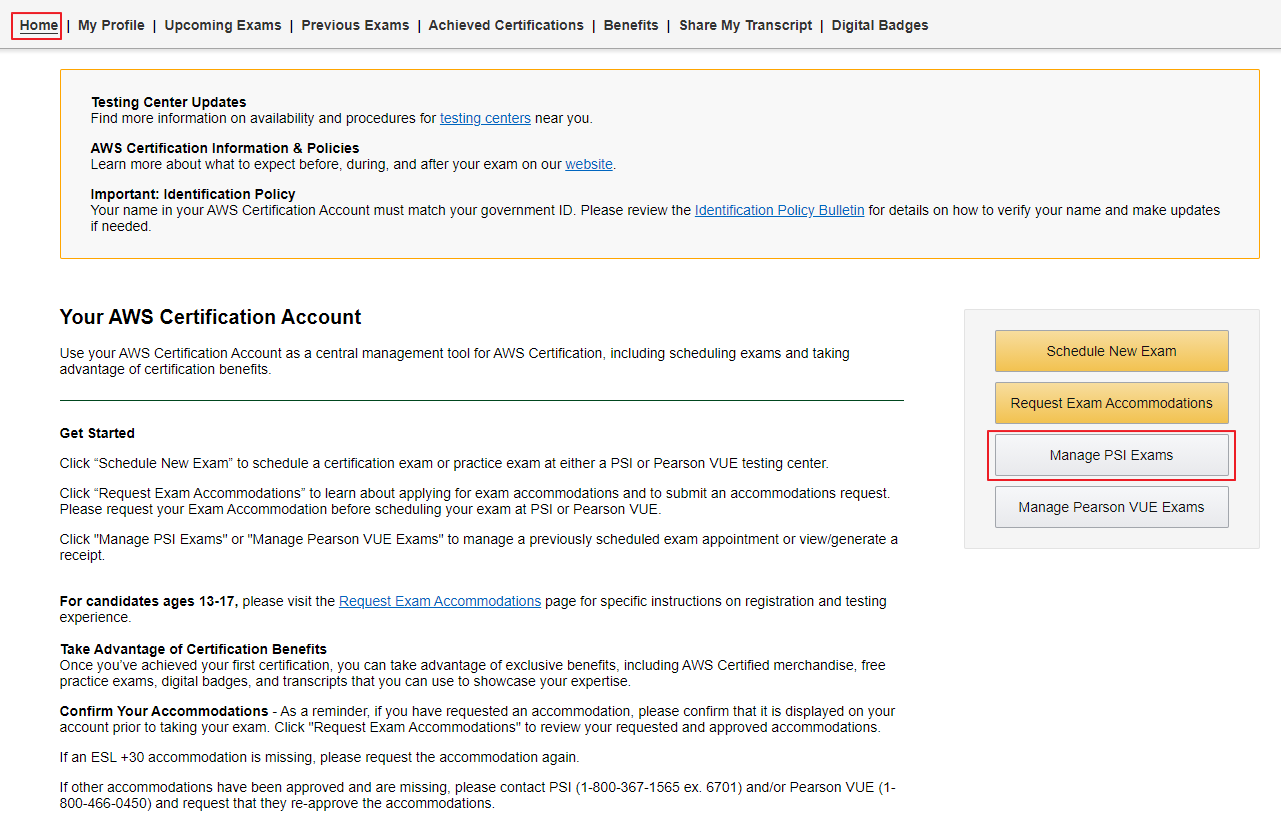 Home | My Profile | Upcoming Exams | Previous Exams | Achieved Certifications | Benefits | Share My Transcript | Digital Badges
Testing Center Updates
Find more information on availability and procedures for testing centers near you.
AWS Certification Information & Policies
Learn more about what to expect before, during, and after your exam on our website.
Important: Identification Policy
Your name in your AWS Certification Account must match your government ID. Please review the Identification Policy Bulletin for details on how to verify your name and make updates
if needed.
Your AWS Certification Account
Use your AWS Certification Account as a central management tool for AWS Certification, including scheduling exams and taking
advantage of certification benefits.
Get Started
Click “Schedule New Exam” to schedule a certification exam or practice exam at either a PSI or Pearson VUE testing center.
Click “Request Exam Accommodations” to learn about applying for exam accommodations and to submit an accommodations request.
Please request your Exam Accommodation before scheduling your exam at PSI or Pearson VUE.
Click "Manage PSI Exams" or "Manage Pearson VUE Exams" to manage a previously scheduled exam appointment or view/generate a
receipt.
For candidates ages 13-17, please visit the Request Exam Accommodations page for specific instructions on registration and testing
experience.
Take Advantage of Certification Benefits
Once you’ve achieved your first certification, you can take advantage of exclusive benefits, including AWS Certified merchandise, free
practice exams, digital badges, and transcripts that you can use to showcase your expertise.
Confirm Your Accommodations - As a reminder, if you have requested an accommodation, please confirm that it is displayed on your
account prior to taking your exam. Click "Request Exam Accommodations" to review your requested and approved accommodations.
If an ESL +30 accommodation is missing, please request the accommodation again.
If other accommodations have been approved and are missing, please contact PSI (1-800-367-1565 ex. 6701) and/or Pearson VUE (1-
800-466-0450) and request that they re-approve the accommodations.
Schedule New Exam
Request Exam Accommodations
Manage PSI Exams
Manage Pearson VUE Exams